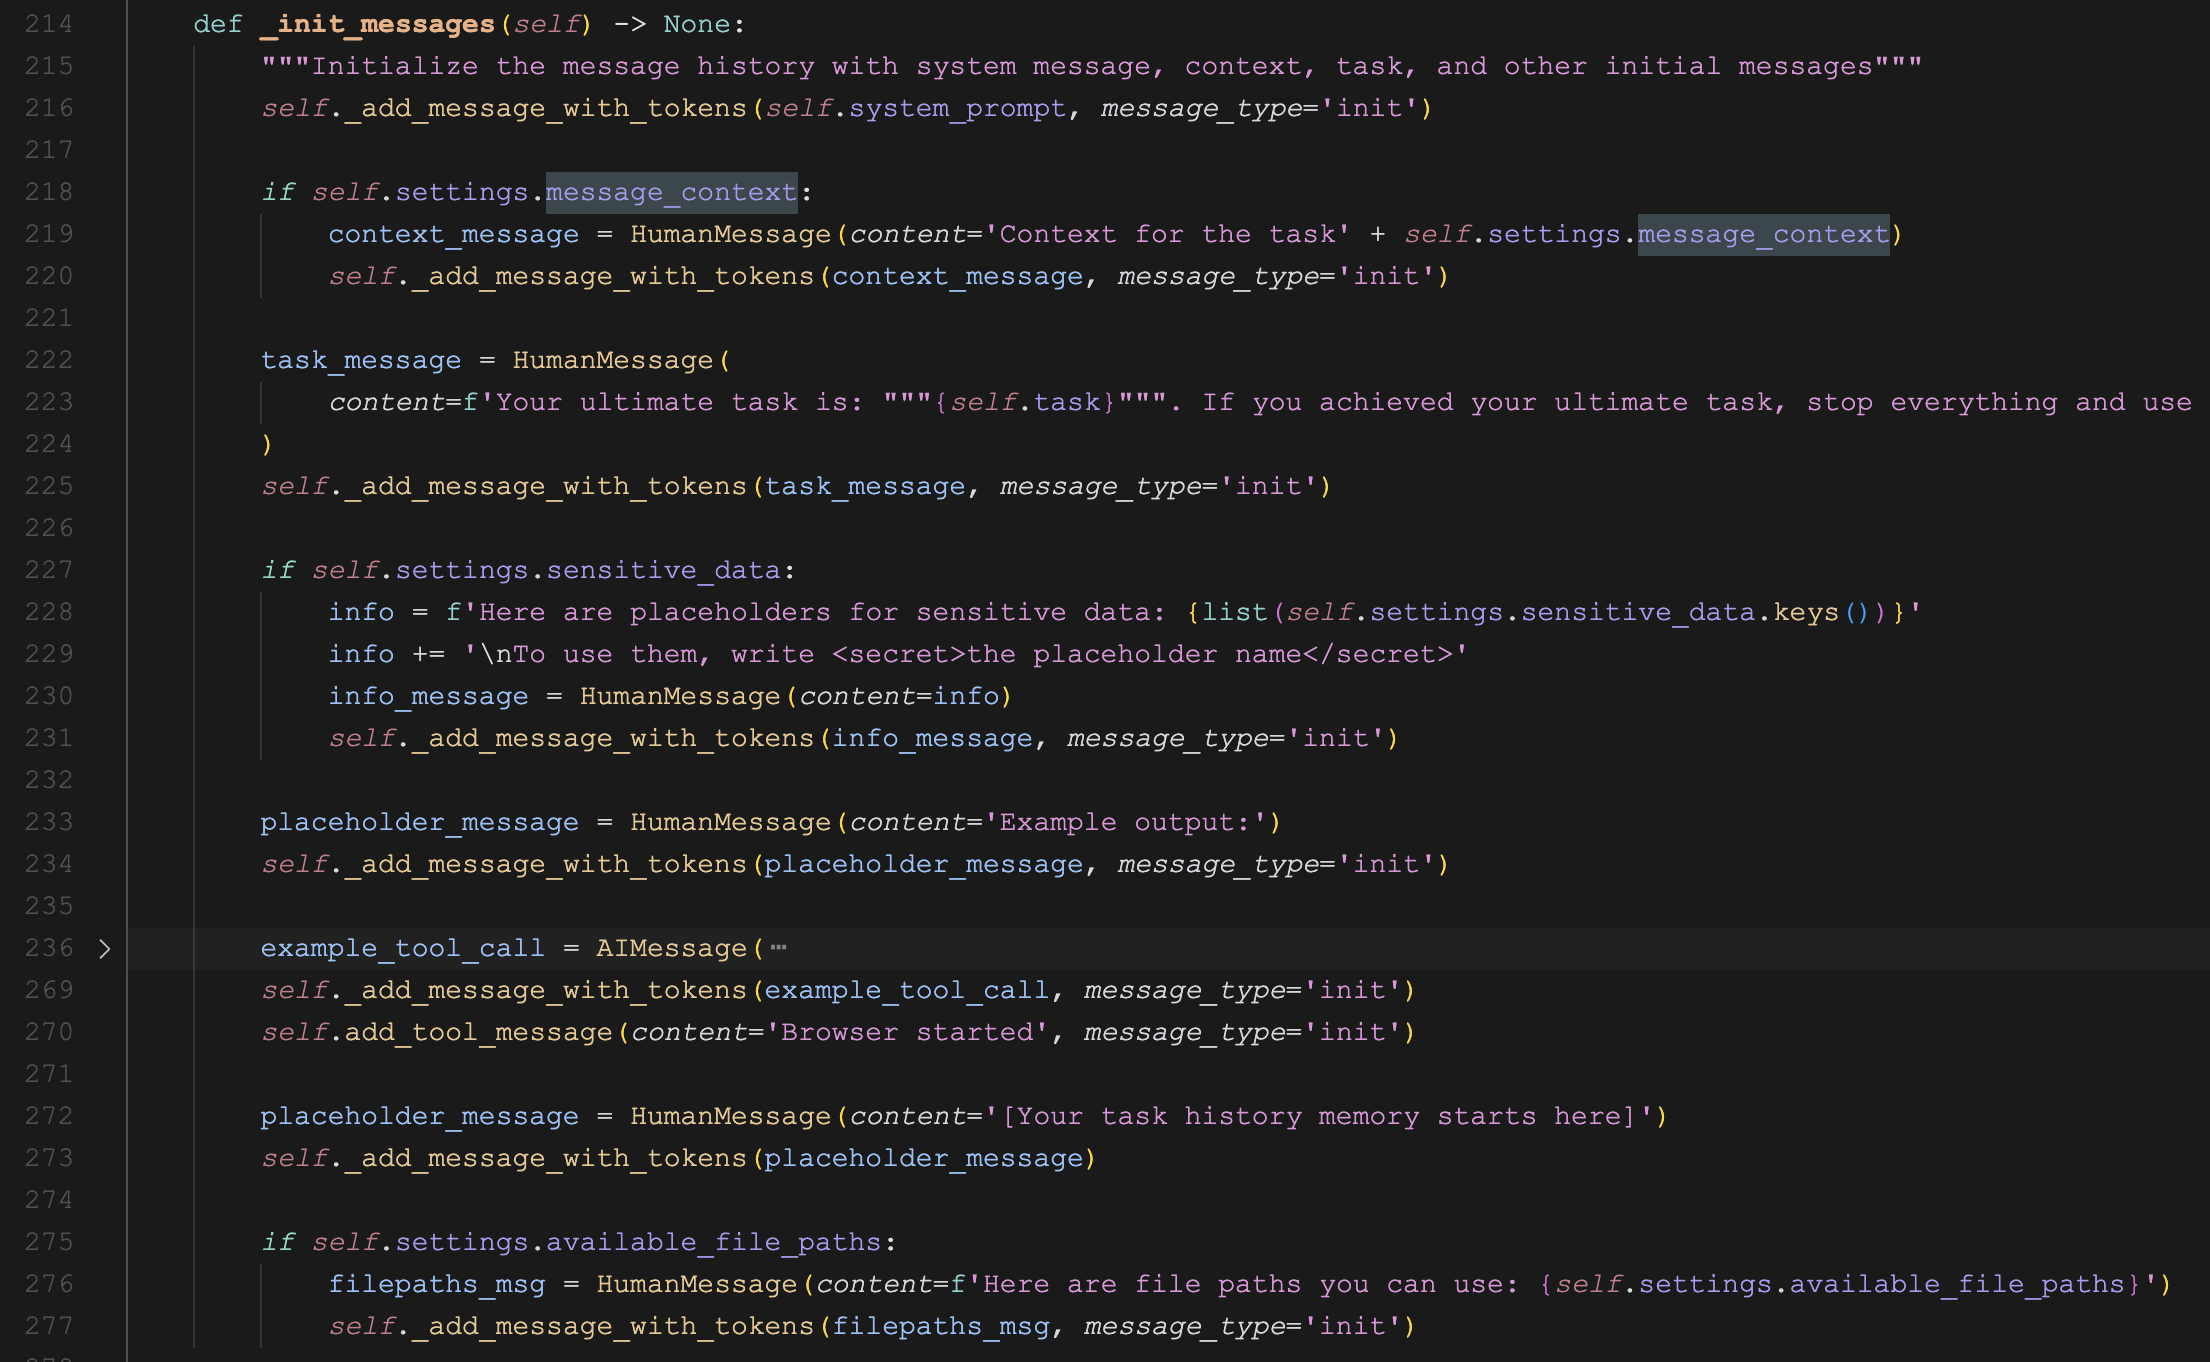 214 def _init_messages(self) -> None:
215 """Initialize the message history with system message, context, task, and other initial messages"""
216 self._add_message_with_tokens(self.system_prompt, message_type='init')
217
218 if self.settings.message_context:
219 context_message = HumanMessage(content='Context for the task' + self.settings.message_context)
220 self._add_message_with_tokens(context_message, message_type='init')
221
222 task_message = HumanMessage(
223 content=f'Your ultimate task is: """{self.task}""". If you achieved your ultimate task, stop everything and use
224 )
225 self._add_message_with_tokens(task_message, message_type='init')
226
227 if self.settings.sensitive_data:
228 info = f'Here are placeholders for sensitive data: {list(self.settings.sensitive_data.keys())}'
229 info += '\nTo use them, write <secret>the placeholder name</secret>'
230 info_message = HumanMessage(content=info)
231 self._add_message_with_tokens(info_message, message_type='init')
232
233 placeholder_message = HumanMessage(content='Example output:')
234 self._add_message_with_tokens(placeholder_message, message_type='init')
235
236 example_tool_call = AIMessage(⋯
269 self._add_message_with_tokens(example_tool_call, message_type='init')
270 self.add_tool_message(content='Browser started', message_type='init')
271
272 placeholder_message = HumanMessage(content='[Your task history memory starts here]')
273 self._add_message_with_tokens(placeholder_message)
274
275 if self.settings.available_file_paths:
276 filepaths_msg = HumanMessage(content=f'Here are file paths you can use: {self.settings.available_file_paths}')
277 self._add_message_with_tokens(filepaths_msg, message_type='init')